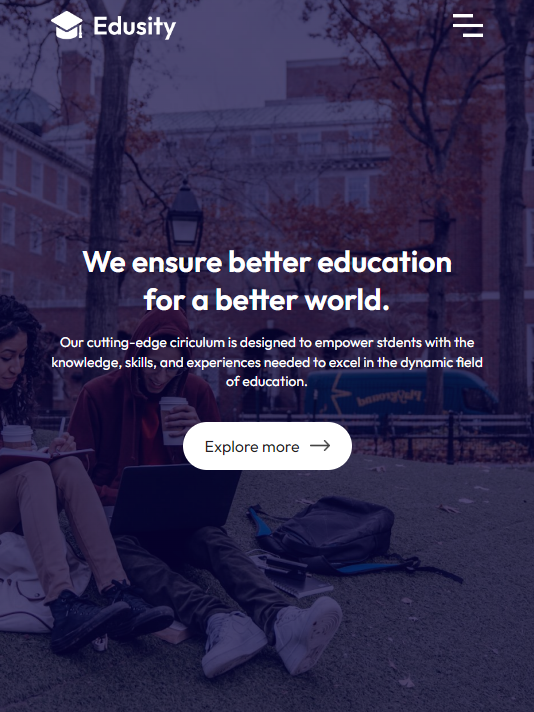 Edusity
We ensure better education
for a better world.
Our cutting-edge ciriculum is designed to empower stdents with the
knowledge, skills, and experiences needed to excel in the dynamic field
of education.
Explore more